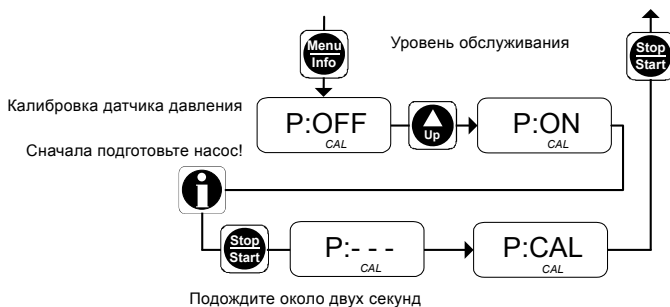 Menu
Info
Уровень обслуживания
Stop
Start
Калибровка датчика давления
P:OFF
CAL
Up
P:ON
CAL
Сначала подготовьте насос!
i
Stop
Start
P:- - -
CAL
P:CAL
CAL
Подождите около двух секунд